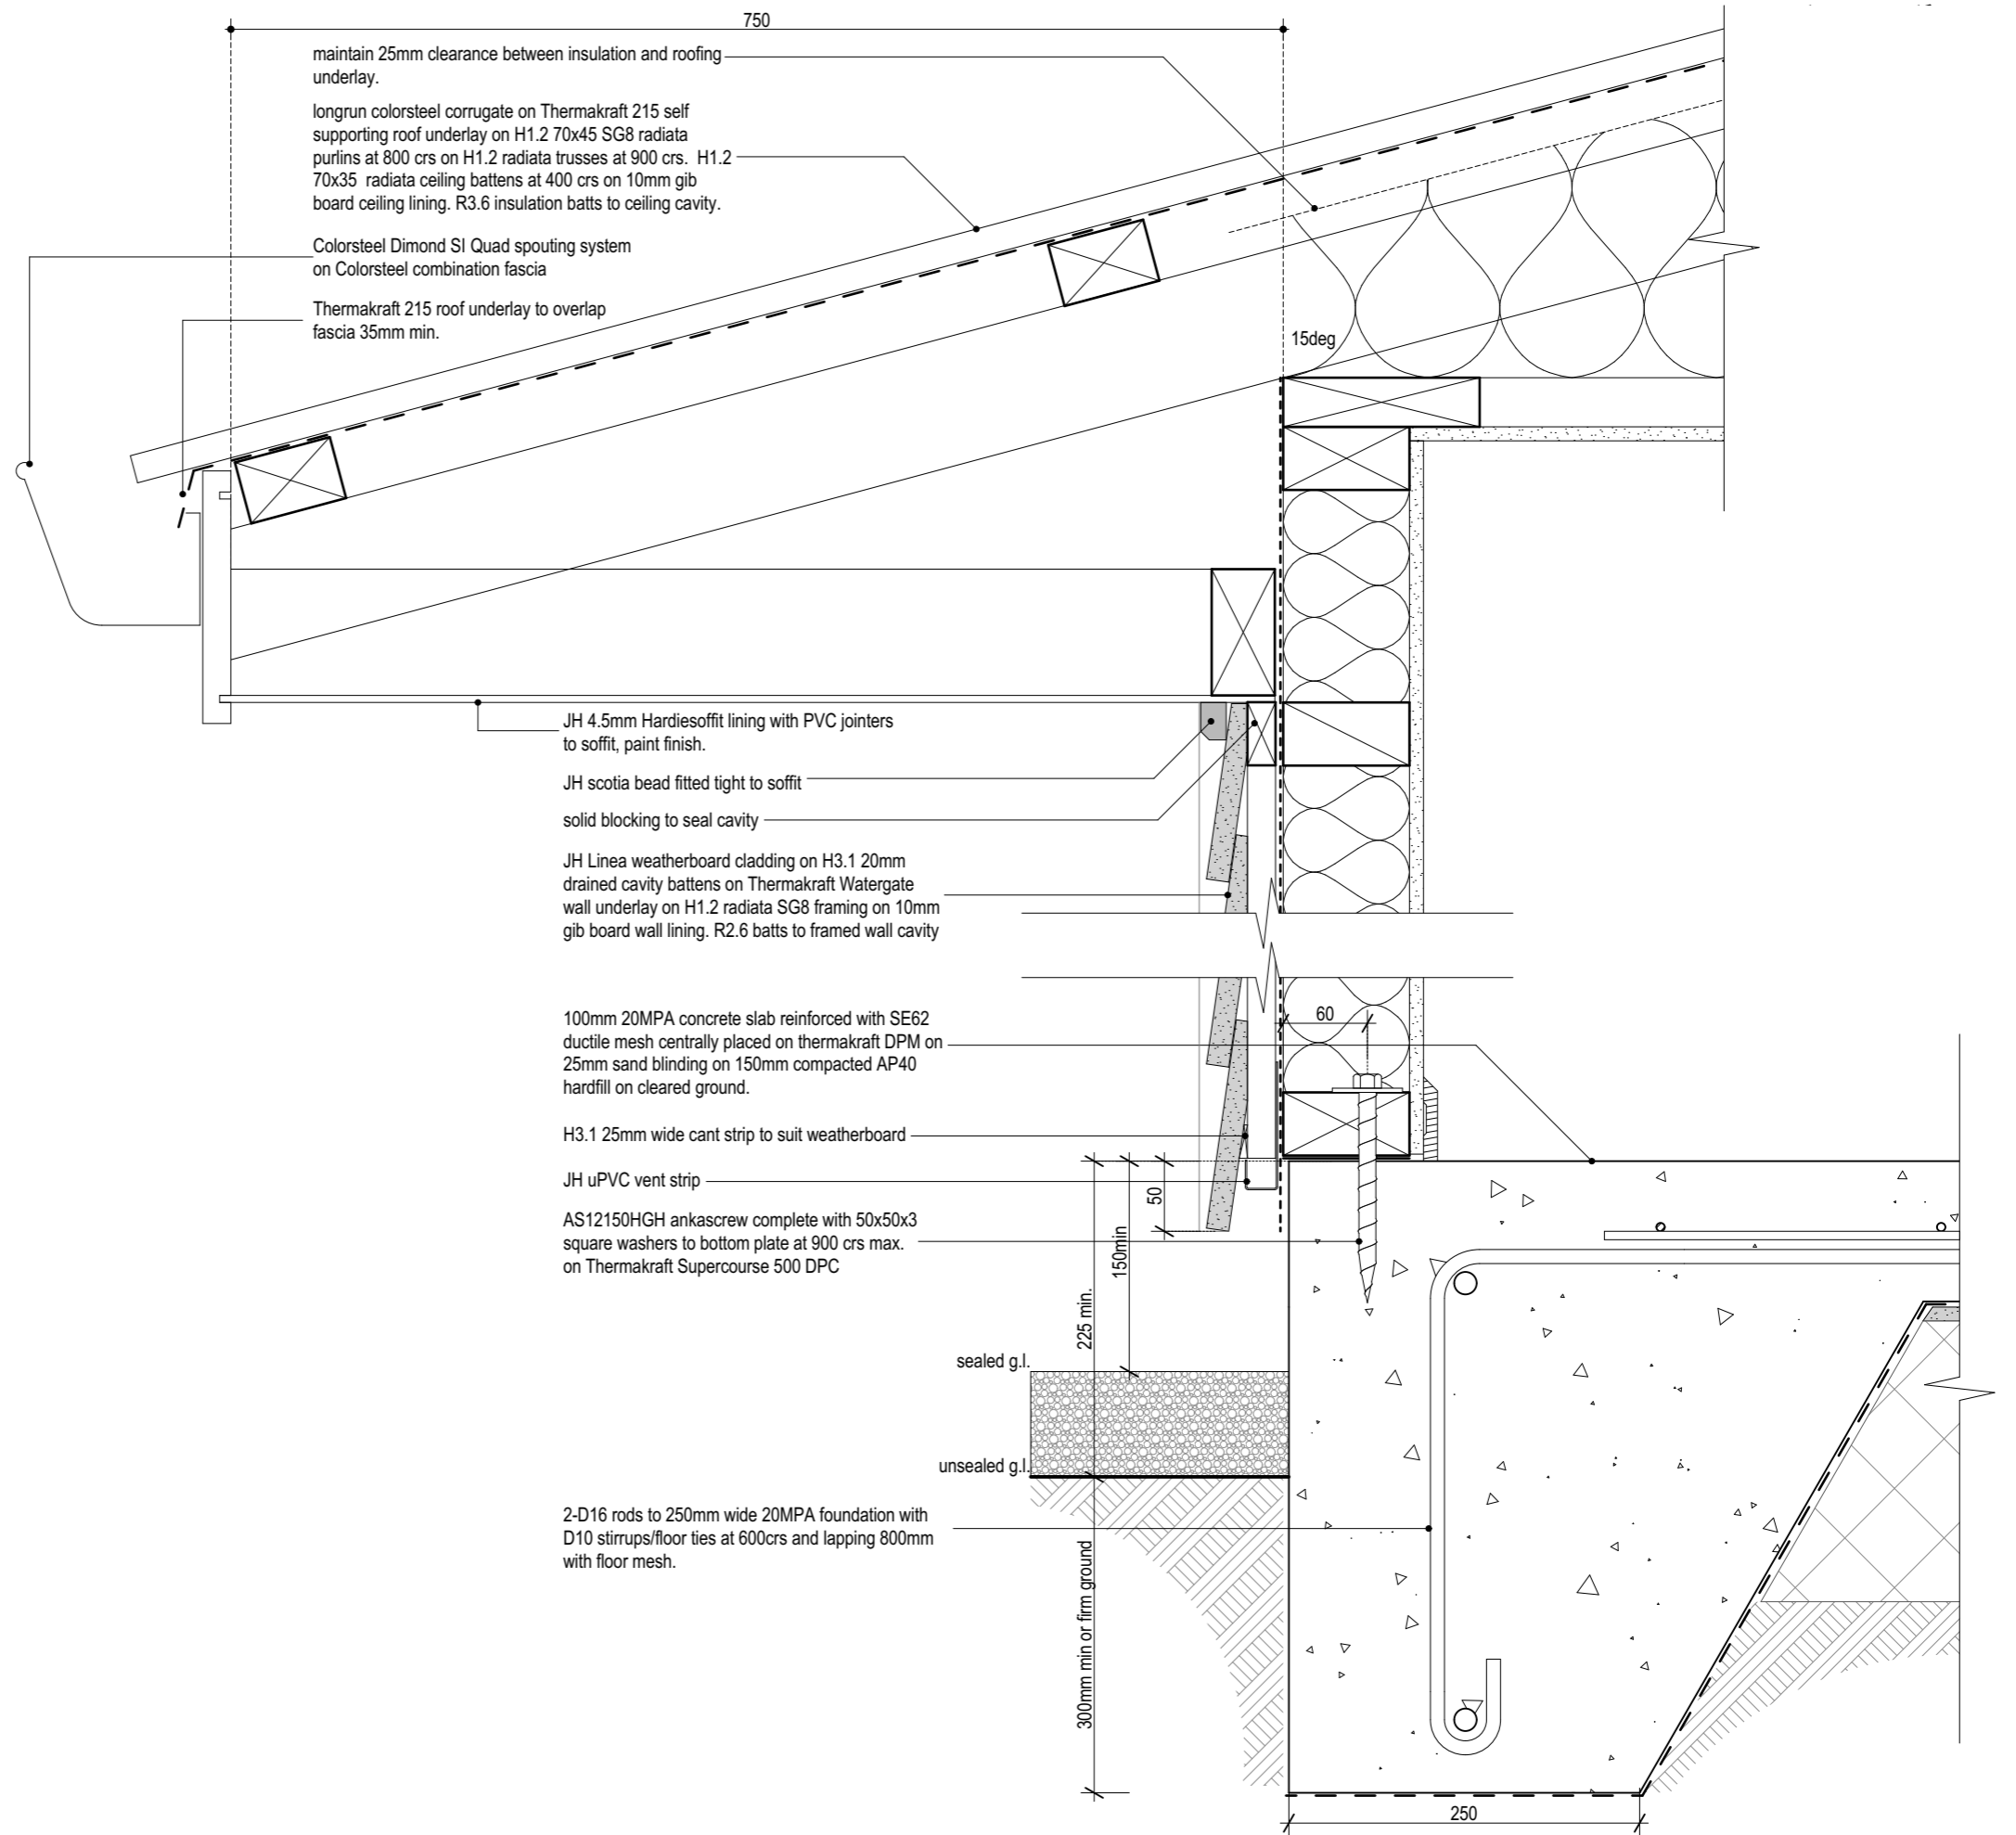 750
maintain 25mm clearance between insulation and roofing
underlay.
longrun colorsteel corrugate on Thermakraft 215 self
supporting roof underlay on H1.2 70x45 SG8 radiata
purlins at 800 crs on H1.2 radiata trusses at 900 crs. H1.2
70x35 radiata ceiling battens at 400 crs on 10mm gib
board ceiling lining. R3.6 insulation batts to ceiling cavity.
Colorsteel Dimond SI Quad spouting system
on Colorsteel combination fascia
Thermakraft 215 roof underlay to overlap
fascia 35mm min.
15deg
JH 4.5mm Hardiesoffit lining with PVC jointers
to soffit, paint finish.
JH scotia bead fitted tight to soffit
solid blocking to seal cavity
JH Linea weatherboard cladding on H3.1 20mm
drained cavity battens on Thermakraft Watergate
wall underlay on H1.2 radiata SG8 framing on 10mm
gib board wall lining. R2.6 batts to framed wall cavity
60
100mm 20MPA concrete slab reinforced with SE62
ductile mesh centrally placed on thermakraft DPM on
25mm sand blinding on 150mm compacted AP40
hardfill on cleared ground.
H3.1 25mm wide cant strip to suit weatherboard
JH uPVC vent strip
AS12150HGH ankascrew complete with 50x50x3
square washers to bottom plate at 900 crs max.
on Thermakraft Supercourse 500 DPC
50
150min
225 min.
sealed g.l.
unsealed g.l.
2-D16 rods to 250mm wide 20MPA foundation with
D10 stirrups/floor ties at 600crs and lapping 800mm
with floor mesh.
300mm min or firm ground
250